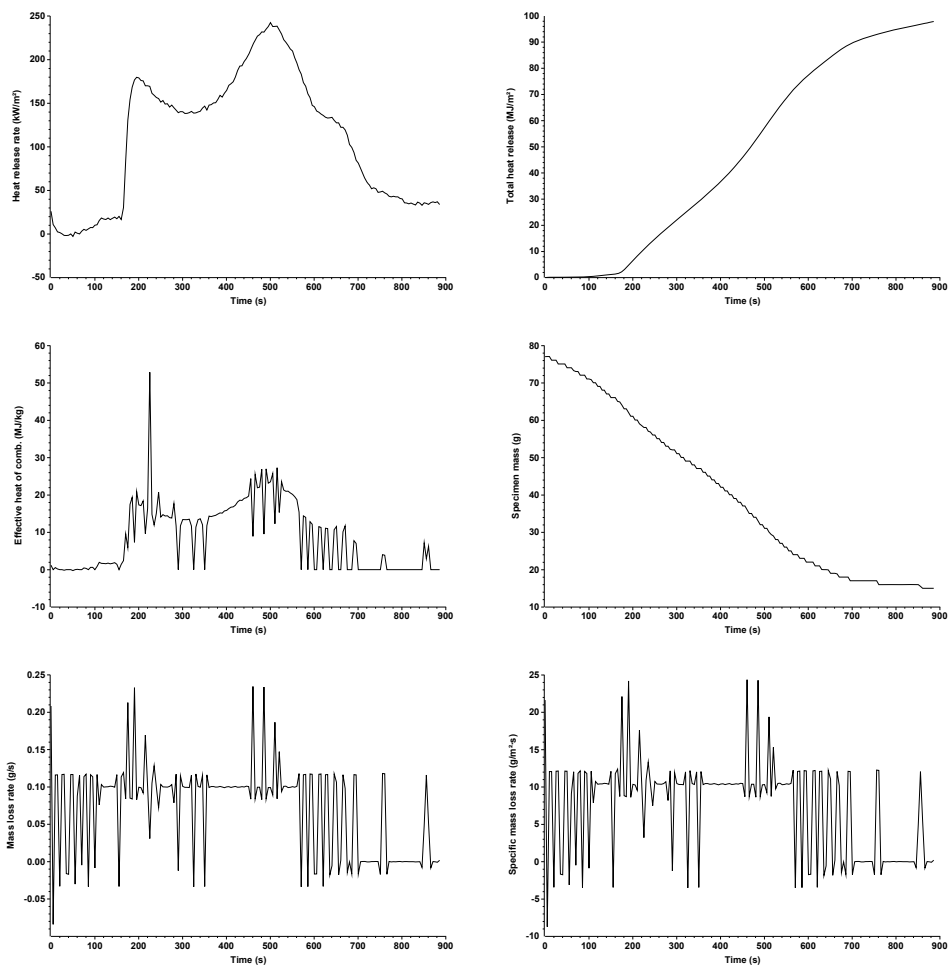 Heat release rate (kW/m²)
250
200
150
100
50
0
-50
0 100 200 300 400 500 600 700 800 900
Time (s)
Total heat release (MJ/m²)
100
90
80
70
60
50
40
30
20
10
0
0 100 200 300 400 500 600 700 800 900
Time (s)
Effective heat of comb. (MJ/kg)
60
50
40
30
20
10
0
-10
0 100 200 300 400 500 600 700 800 900
Time (s)
Specimen mass (g)
80
70
60
50
40
30
20
10
0 100 200 300 400 500 600 700 800 900
Time (s)
Mass loss rate (g/s)
0.25
0.20
0.15
0.10
0.05
0.00
-0.05
0 100 200 300 400 500 600 700 800 900
Time (s)
Specific mass loss rate (g/m²·s)
25
20
15
10
5
0
-5
-10
0 100 200 300 400 500 600 700 800 900
Time (s)